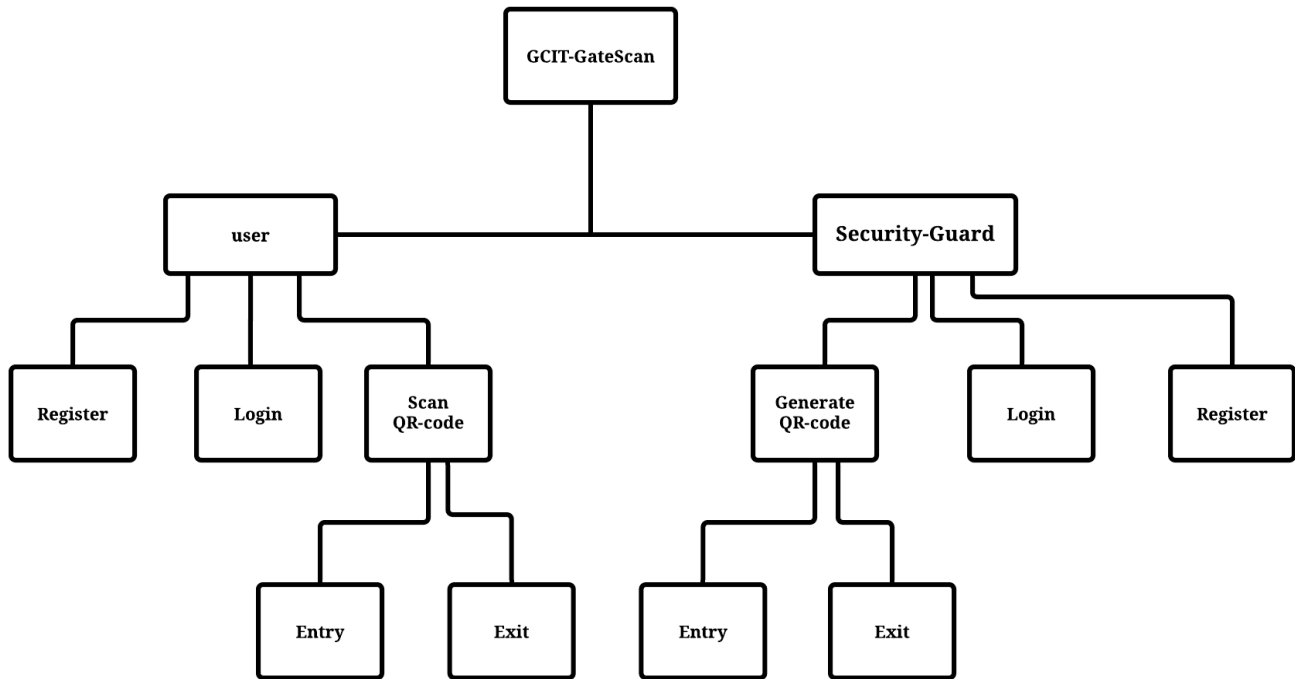 GCIT-GateScan
user
Security-Guard
Register
Login
Scan
QR-code
Generate
QR-code
Login
Register
Entry
Exit
Entry
Exit